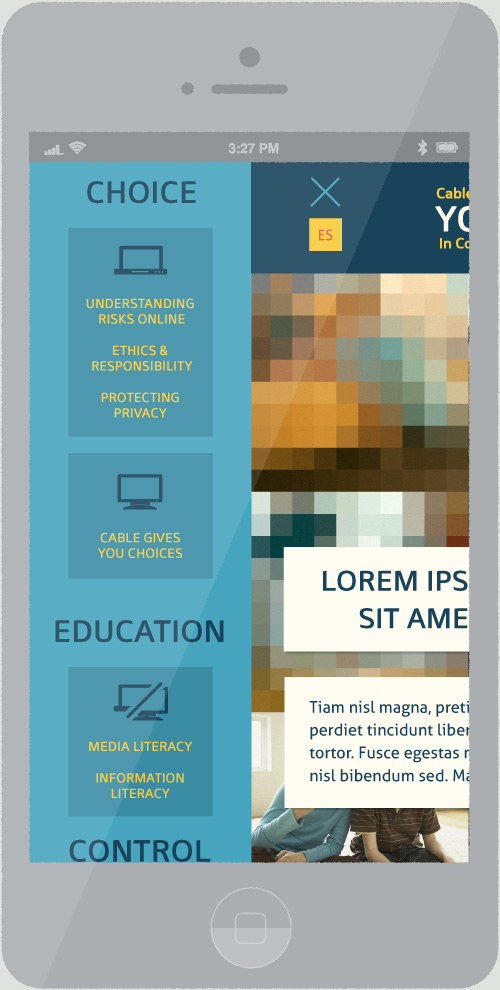 3:27 PM
CHOICE
UNDERSTANDING
RISKS ONLINE
ETHICS &
RESPONSIBILITY
PROTECTING
PRIVACY
CABLE GIVES
YOU CHOICES
EDUCATION
MEDIA LITERACY
INFORMATION
LITERACY
CONTROL
ES
Cable
YO
In Co
LOREM IPS
SIT AME
Tiam nisl magna, preti
perdiet tincidunt liber
tortor. Fusce egestas
nisl bibendum sed. Ma